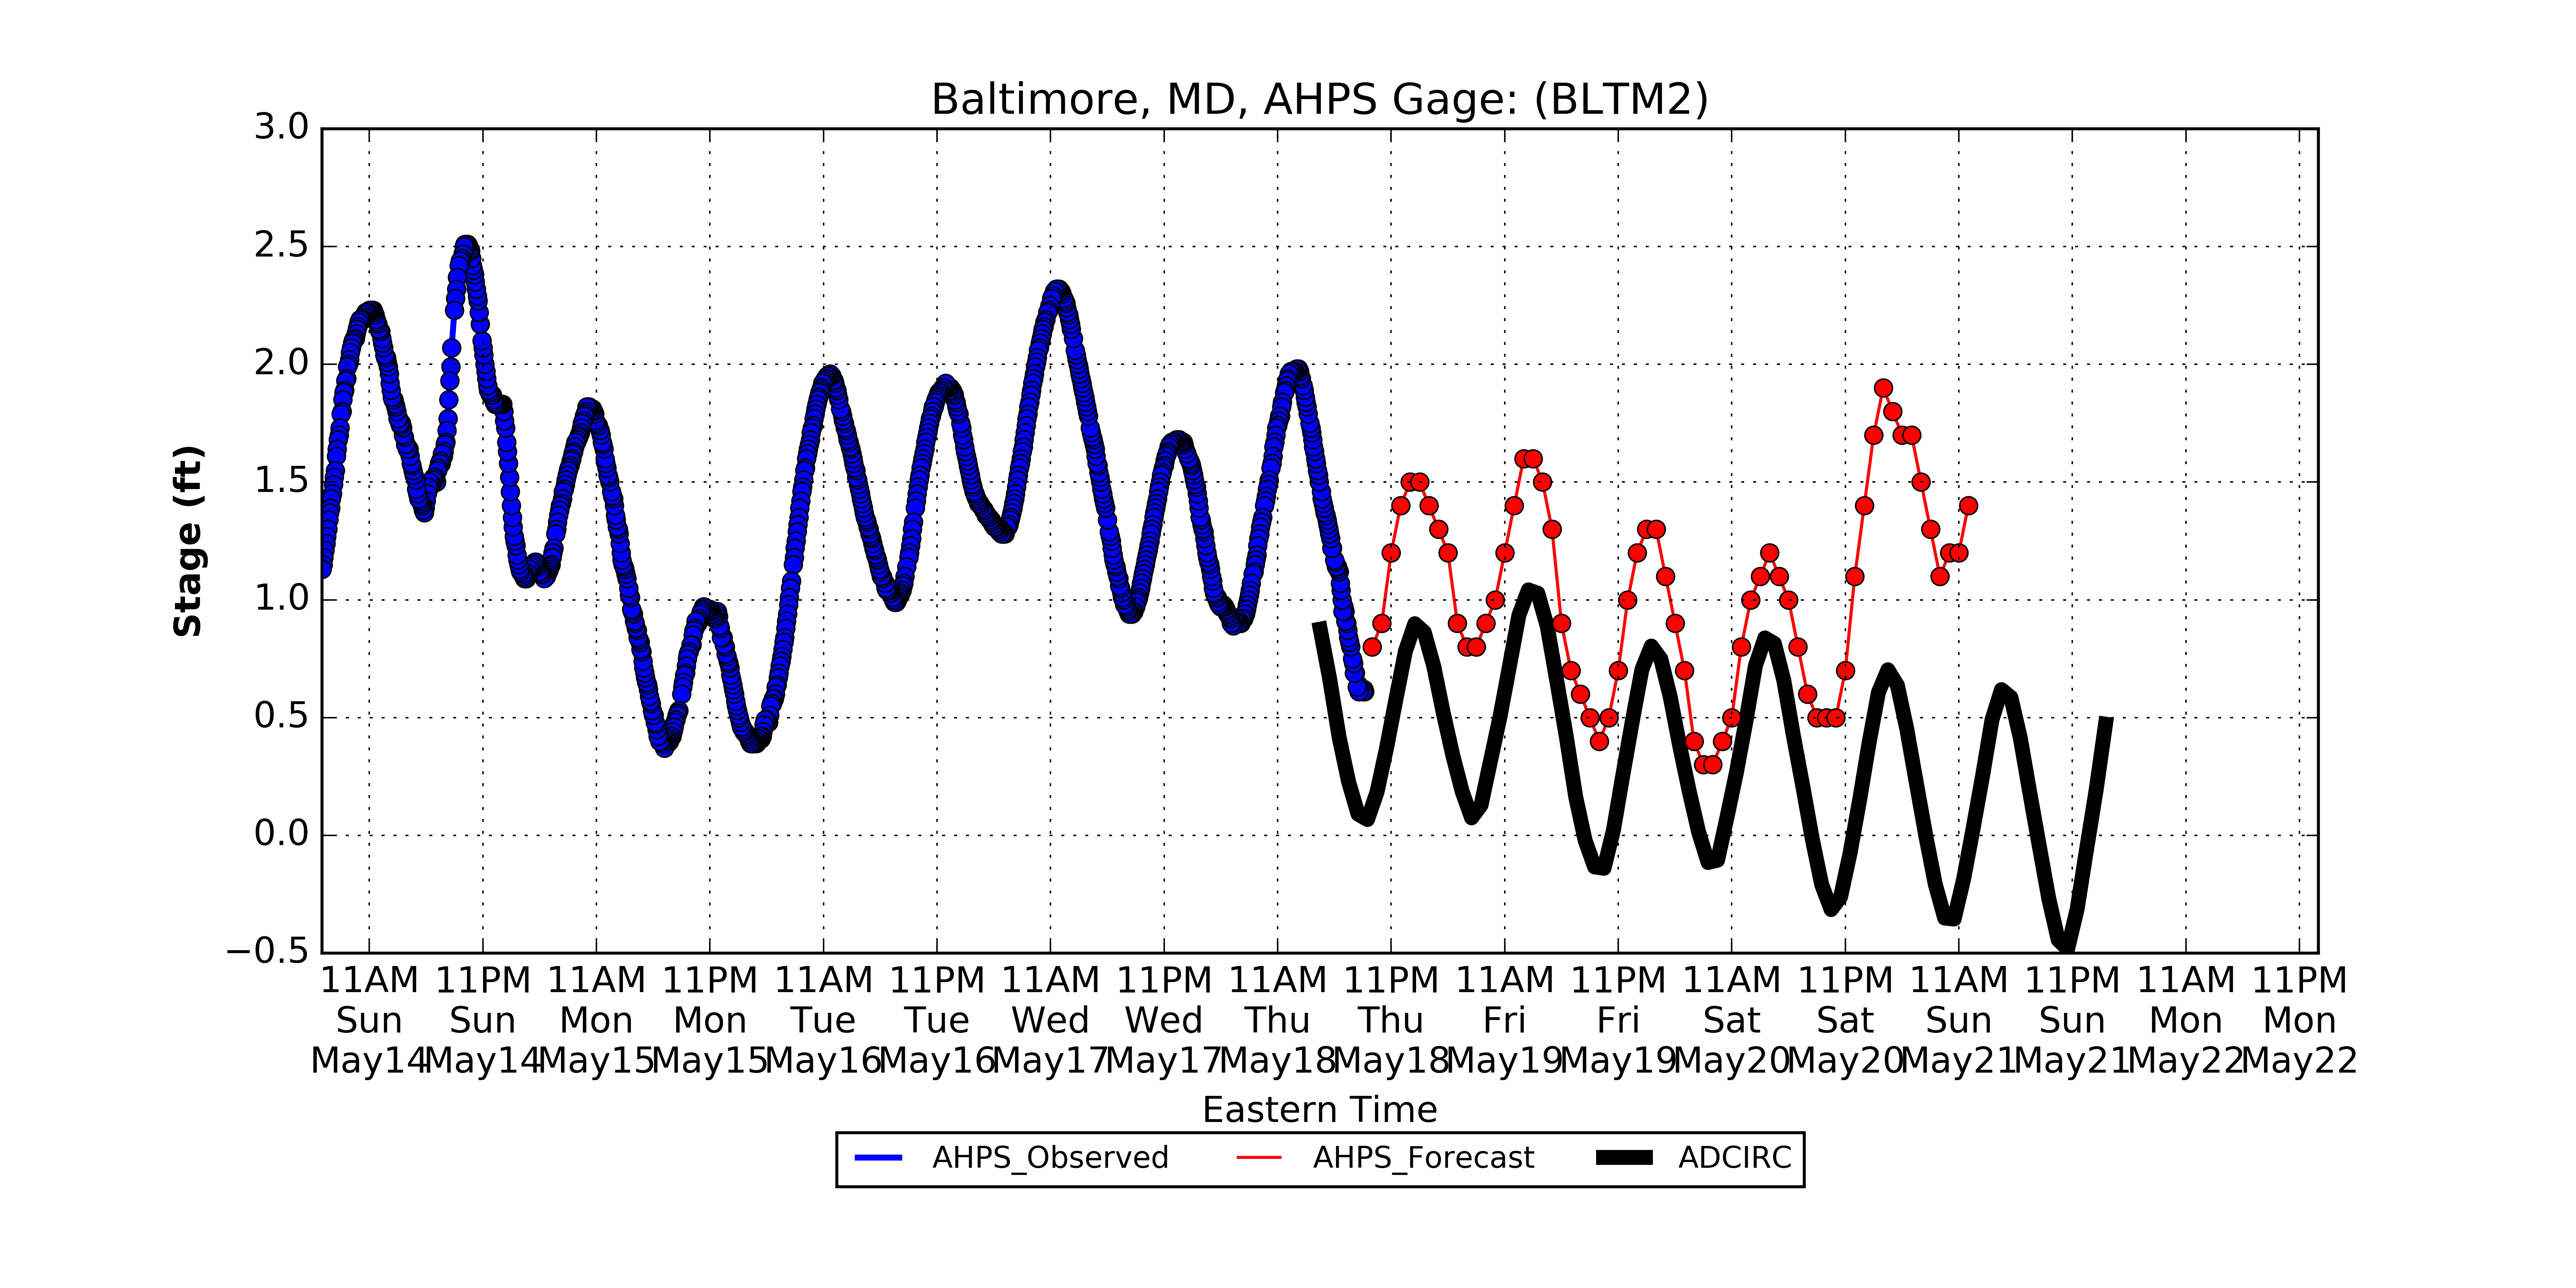 Baltimore, MD, AHPS Gage: (BLTM2)
3.0
2.5
2.0
1.5
1.0
0.5
0.0
−0.5
Stage (ft)
11AM 11PM 11AM 11PM 11AM 11PM 11AM 11PM 11AM 11PM 11AM 11PM 11AM 11PM 11AM 11PM 11AM 11PM
Sun Sun Mon Mon Tue Tue Wed Wed Thu Thu Fri Fri Sat Sat Sun Sun Mon Mon
May14 May14 May15 May15 May16 May16 May17 May17 May18 May18 May19 May19 May20 May20 May21 May21 May22 May22
Eastern Time
AHPS_Observed AHPS_Forecast ADCIRC